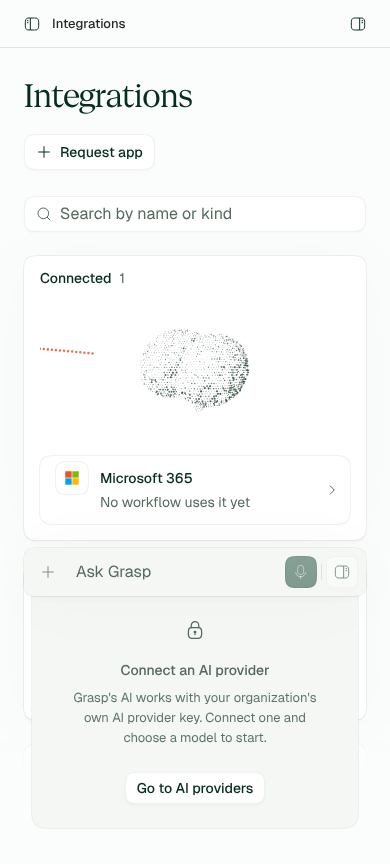 Integrations
Integrations
Request app
Search by name or kind
Connected 1
Microsoft 365
No workflow uses it yet
Ask Grasp
Connect an AI provider
Grasp's AI works with your organization's
own AI provider key. Connect one and
choose a model to start.
Go to AI providers